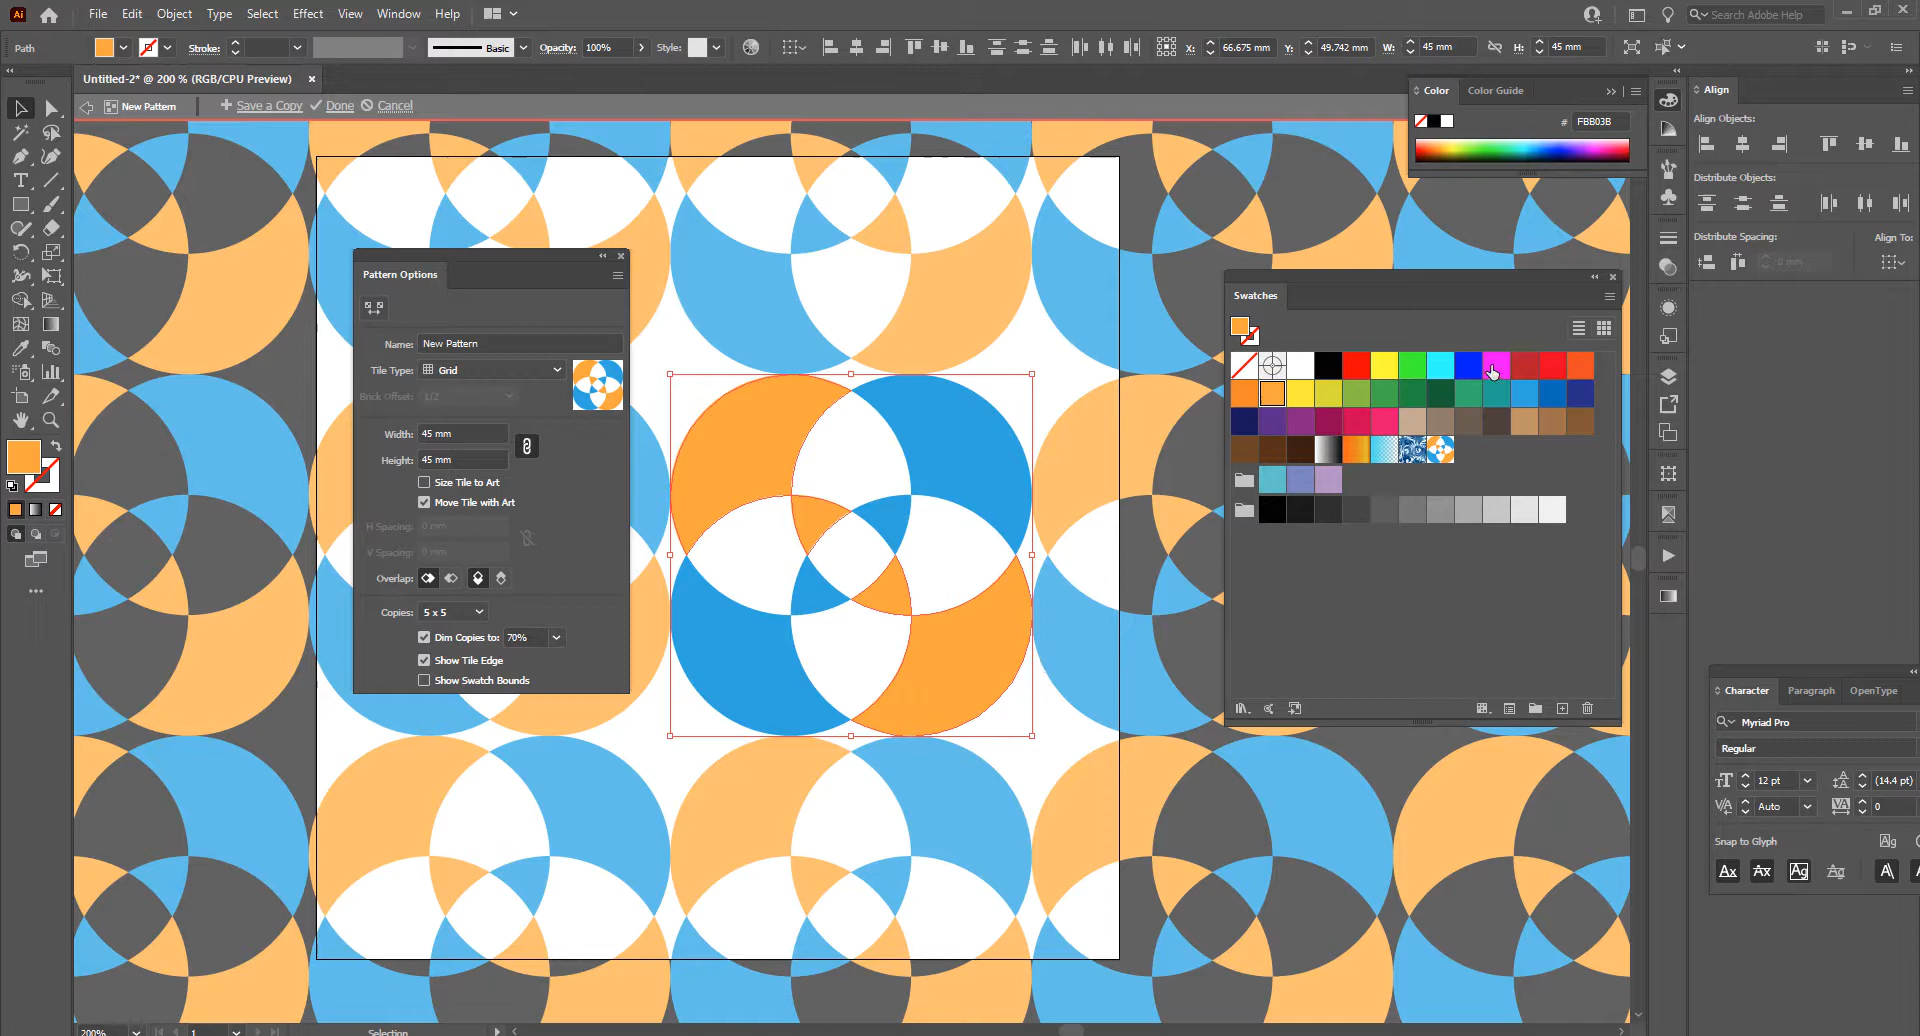 Ai File Edit Object Type Select Effect View Window Help
Search Adobe Help
Path
Stroke:
Basic
Opacity: 100%
Style:
X: 66.675 mm Y: 49.742 mm W: 45 mm H: 45 mm
Untitled-2* @ 200 % (RGB/CPU Preview) ×
New Pattern
+ Save a Copy
Done
Cancel
Color
Color Guide
# FBB03B
Align
Align Objects:
Distribute Objects:
Distribute Spacing:
Align To:
0 mm
Pattern Options
Name: New Pattern
Tile Type: Grid
Brick Offset: 1/2
Width: 45 mm
Height: 45 mm
Size Tile to Art
Move Tile with Art
H Spacing: 0 mm
V Spacing: 0 mm
Overlap:
Copies: 5 x 5
Dim Copies to: 70%
Show Tile Edge
Show Swatch Bounds
Swatches
Character
Paragraph
OpenType
Myriad Pro
Regular
12 pt
(14.4 pt)
Auto
0
Snap to Glyph
200%
1
Selection